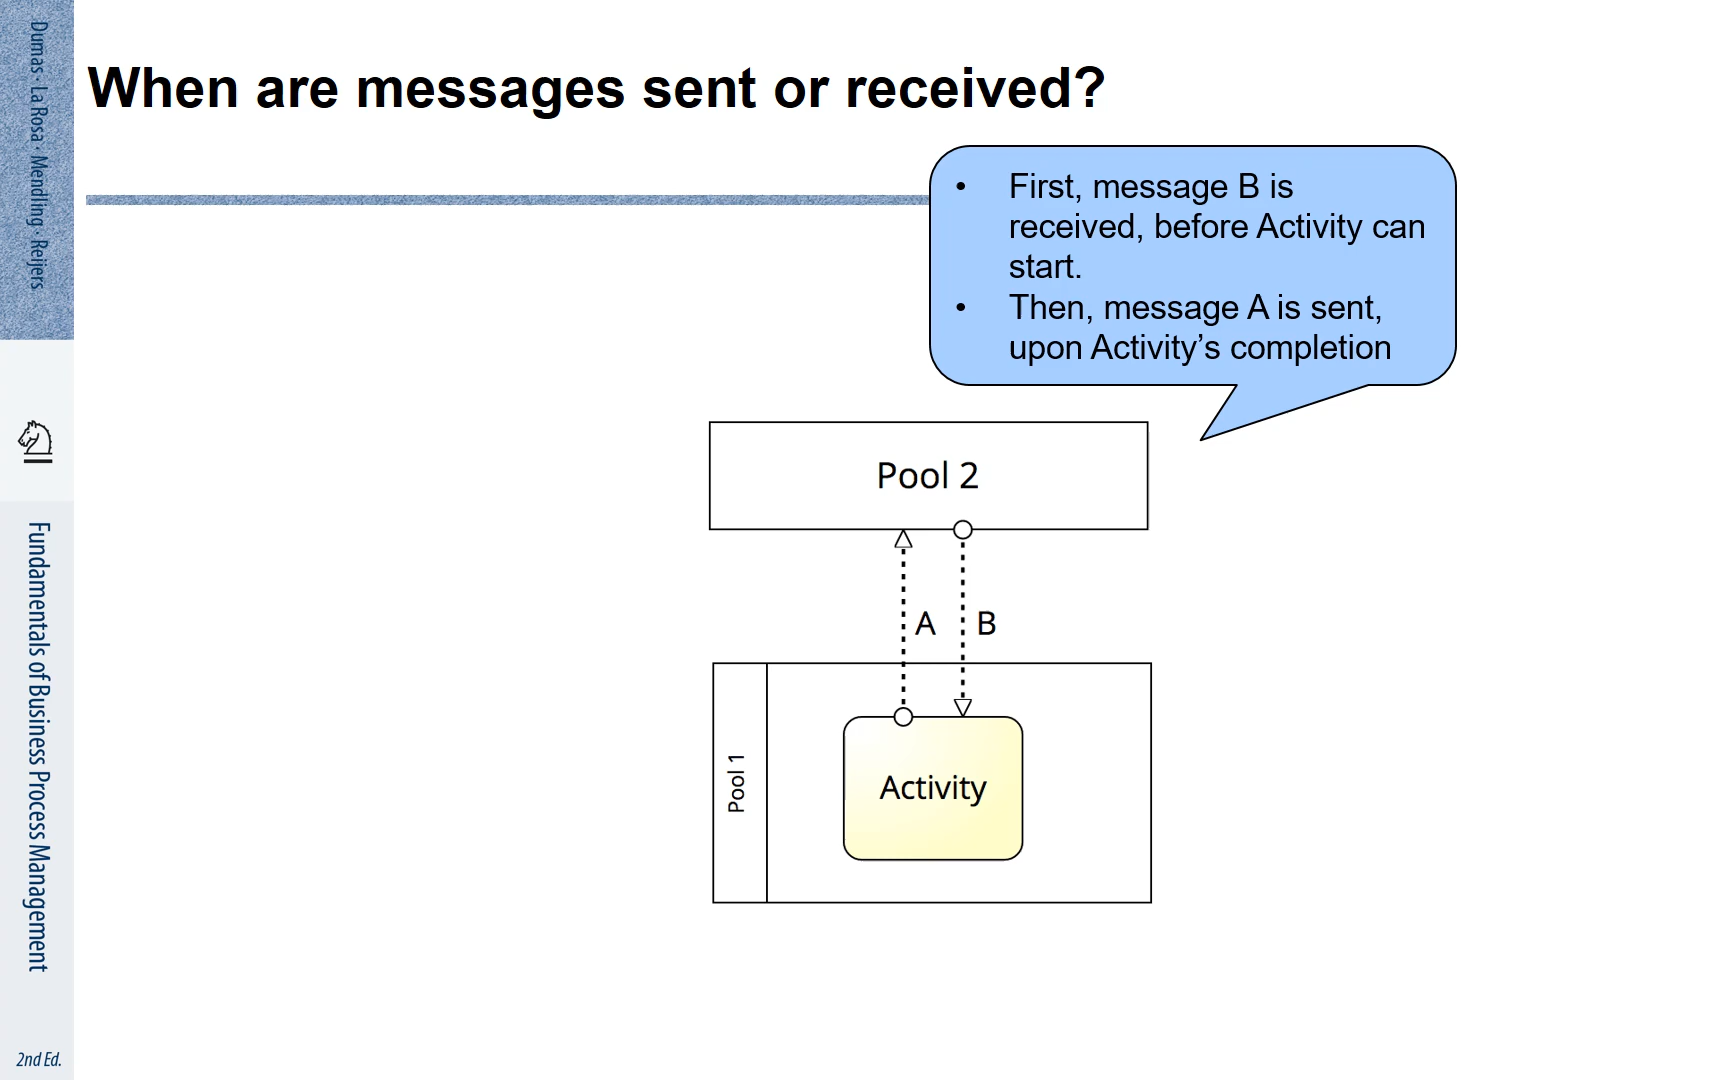 When are messages sent or received?
• First, message B is
received, before Activity can
start.
• Then, message A is sent,
upon Activity’s completion
Pool 2
A
B
Pool 1
Activity
Dumas · La Rosa · Mendling · Reijers
Fundamentals of Business Process Management
2nd Ed.